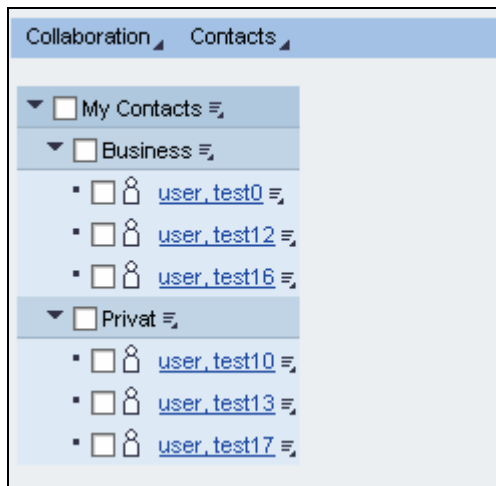 Collaboration Contacts
My Contacts
Business
user, test0
user, test12
user, test16
Privat
user, test10
user, test13
user, test17